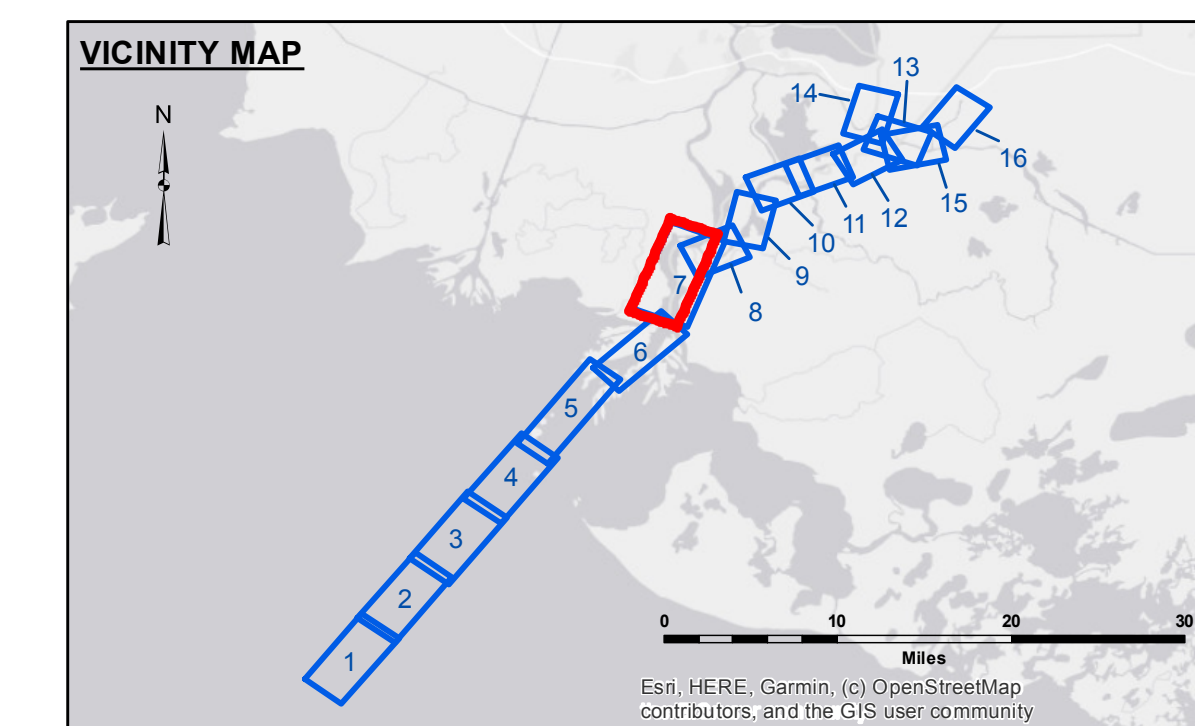 VICINITY MAP
N
13
14
16
15
12
11
10
9
8
7
6
5
4
3
2
1
0 10 20 30
Miles
Esri, HERE, Garmin, (c) OpenStreetMap
contributors, and the GIS user community